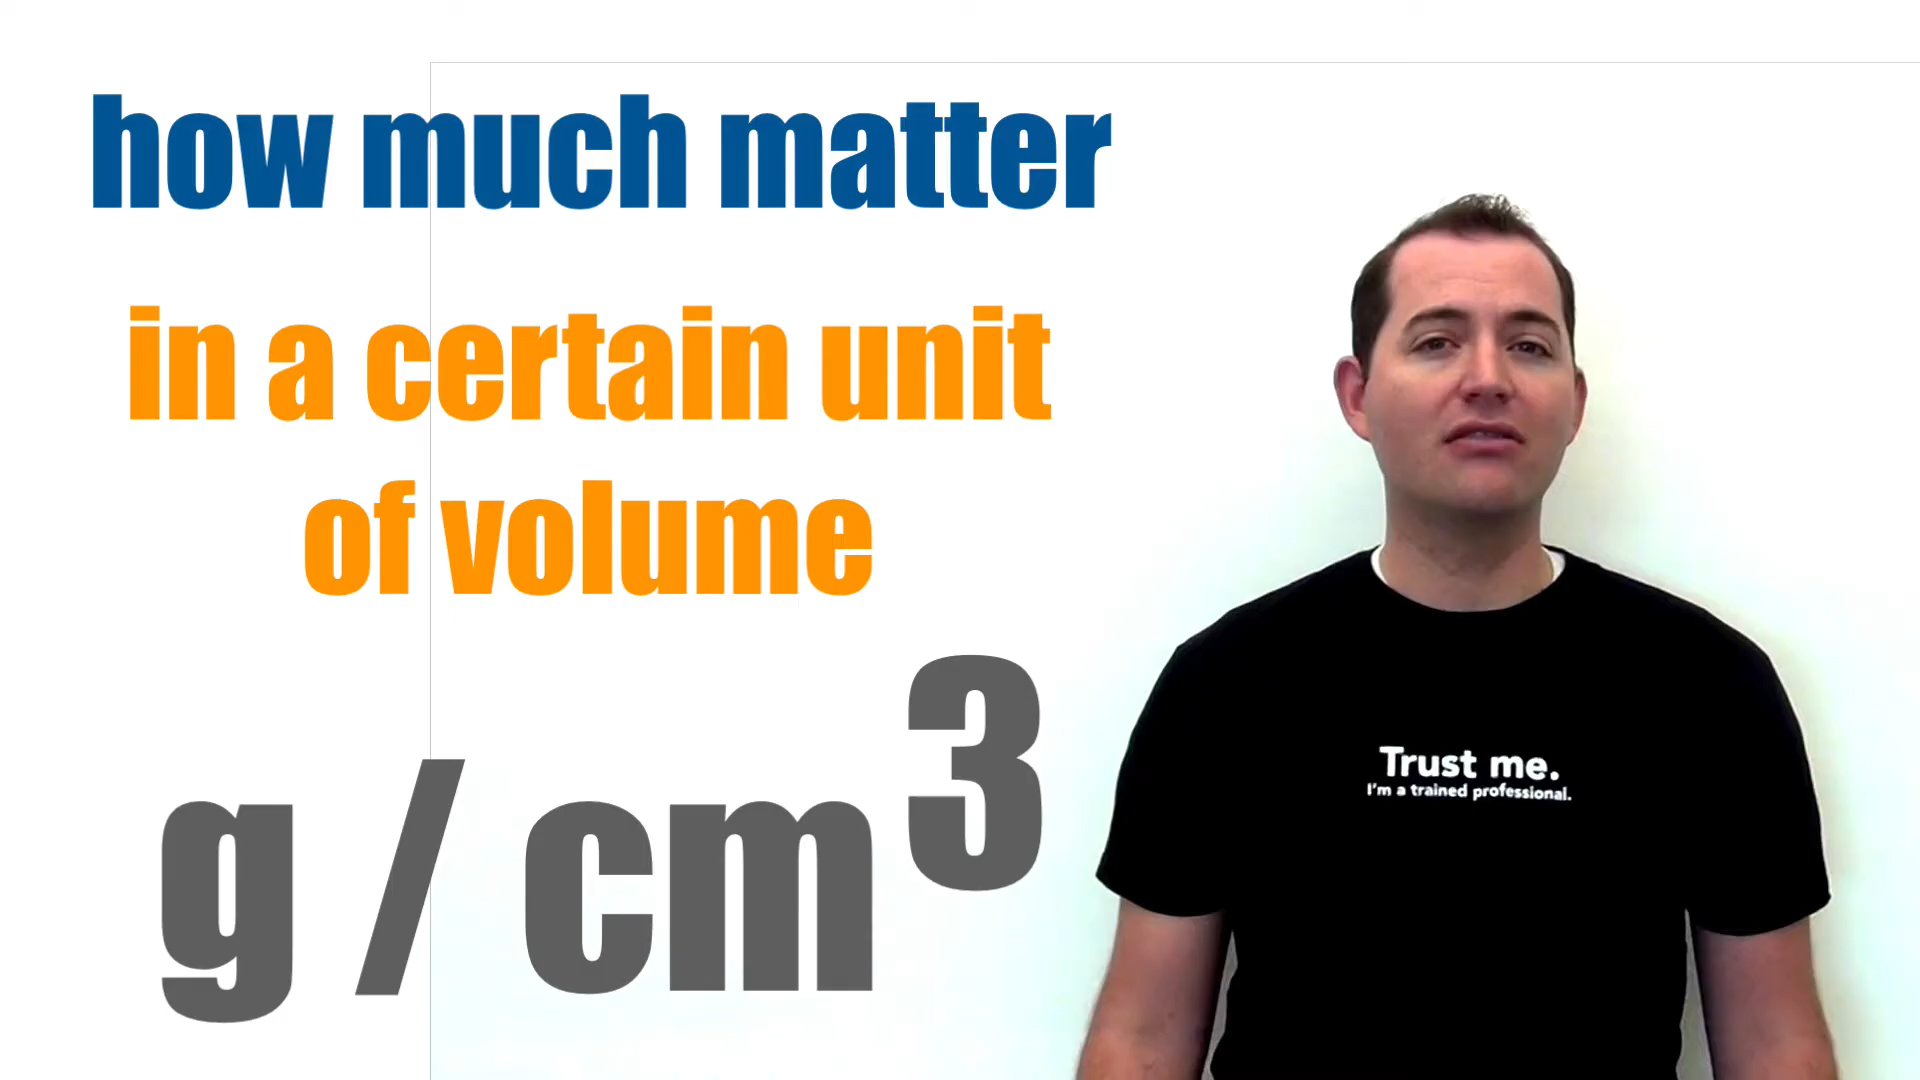 how much matter
in a certain unit
of volume
g / cm³
Trust me.
I'm a trained professional.